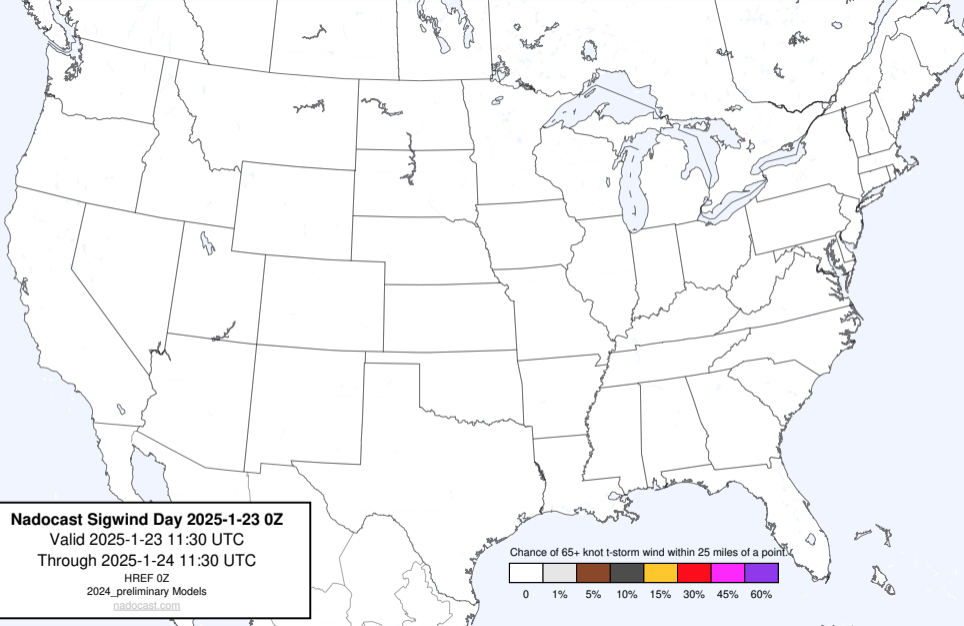 Nadocast Sigwind Day 2025-1-23 0Z
Valid 2025-1-23 11:30 UTC
Through 2025-1-24 11:30 UTC
HREF 0Z
2024_preliminary Models
nadocast.com
Chance of 65+ knot t-storm wind within 25 miles of a point.
0 1% 5% 10% 15% 30% 45% 60%